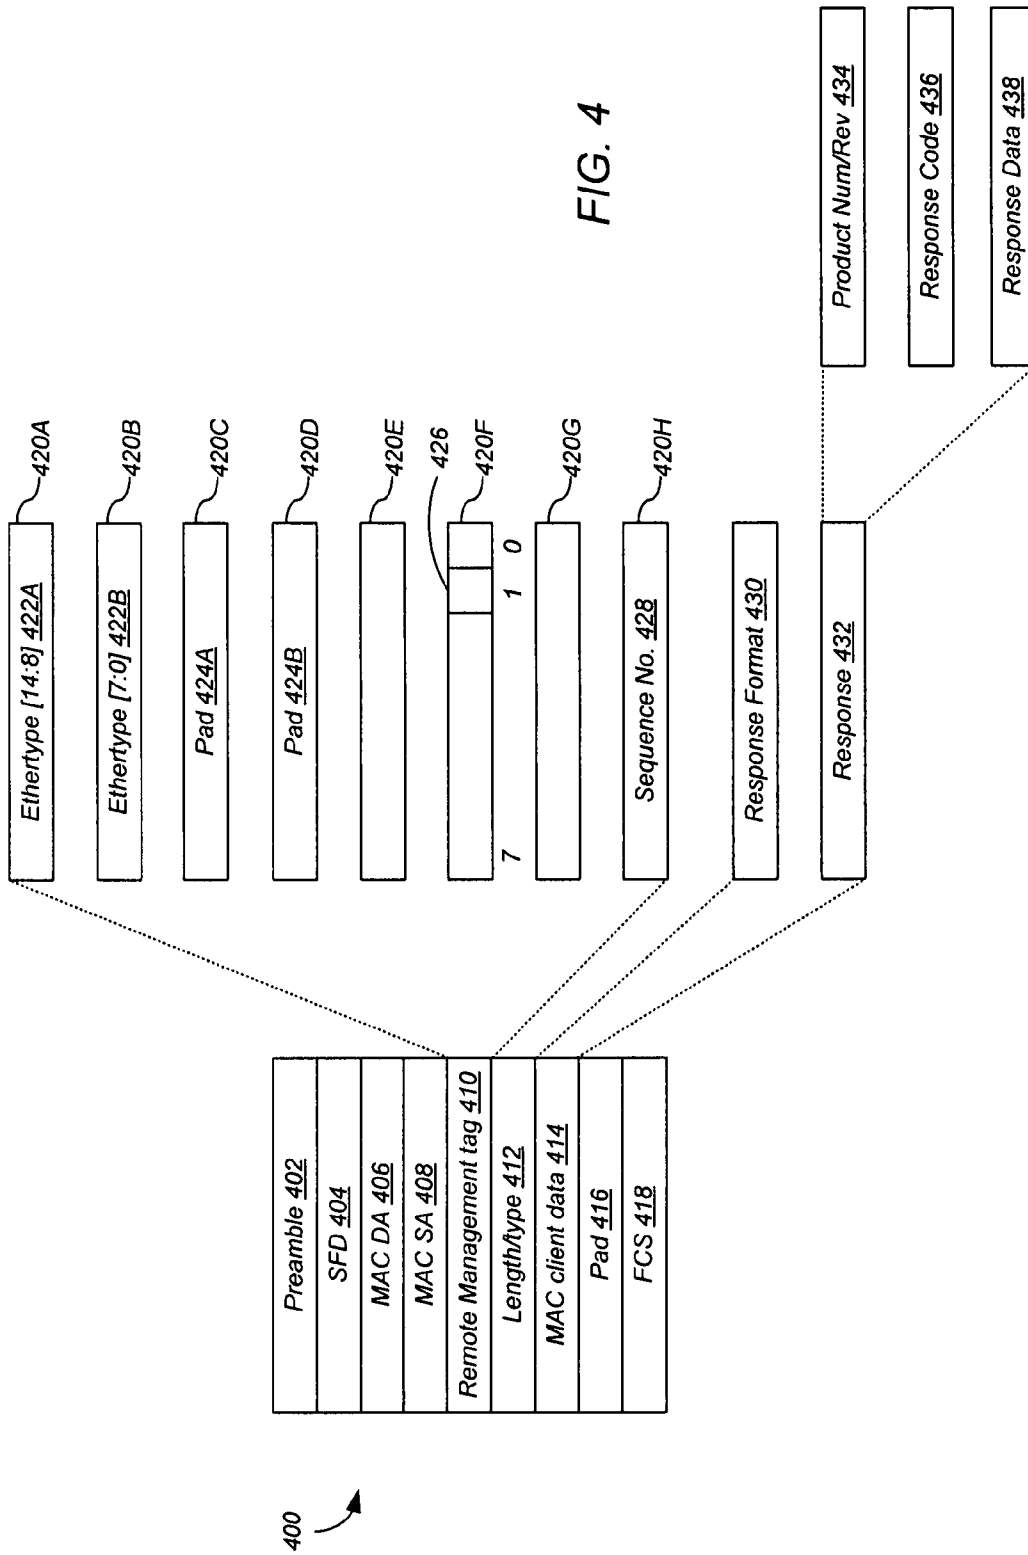 400
Preamble 402
SFD 404
MAC DA 406
MAC SA 408
Remote Management tag 410
Length/type 412
MAC client data 414
Pad 416
FCS 418
Ethertype [14:8] 422A
420A
Ethertype [7:0] 422B
420B
Pad 424A
420C
Pad 424B
420D
420E
426
420F
7
1
0
420G
Sequence No. 428
420H
Response Format 430
Response 432
Product Num/Rev 434
Response Code 436
Response Data 438
FIG. 4